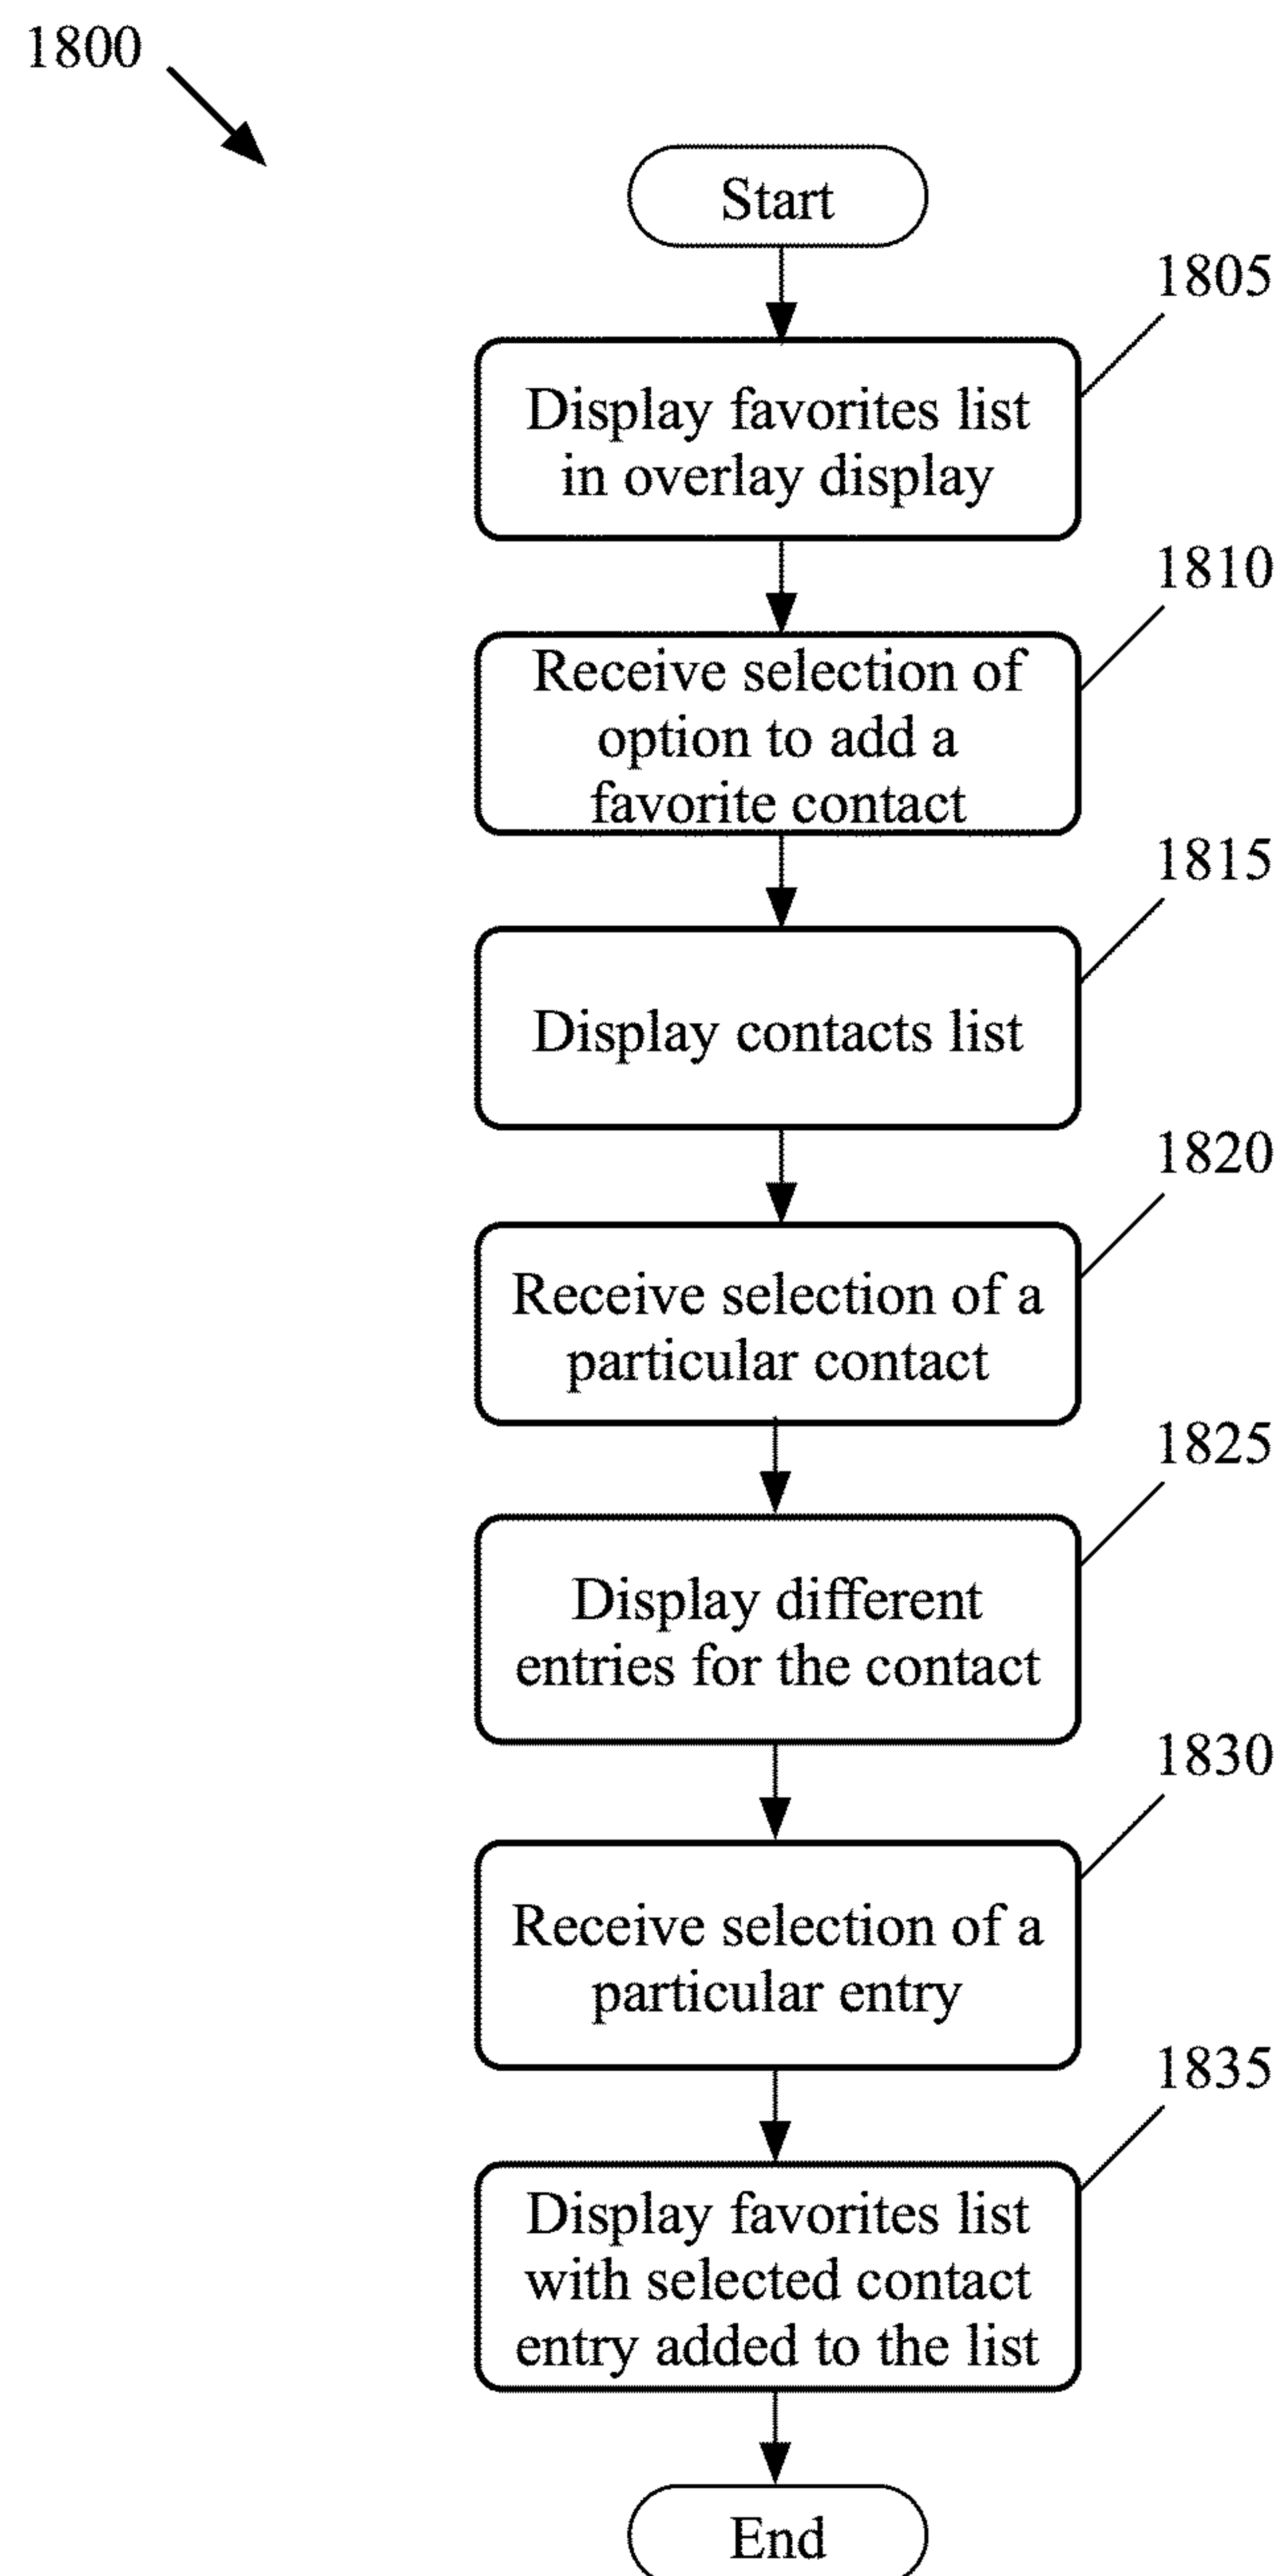 1800
Start
1805
Display favorites list
in overlay display
1810
Receive selection of
option to add a
favorite contact
1815
Display contacts list
1820
Receive selection of a
particular contact
1825
Display different
entries for the contact
1830
Receive selection of a
particular entry
1835
Display favorites list
with selected contact
entry added to the list
End